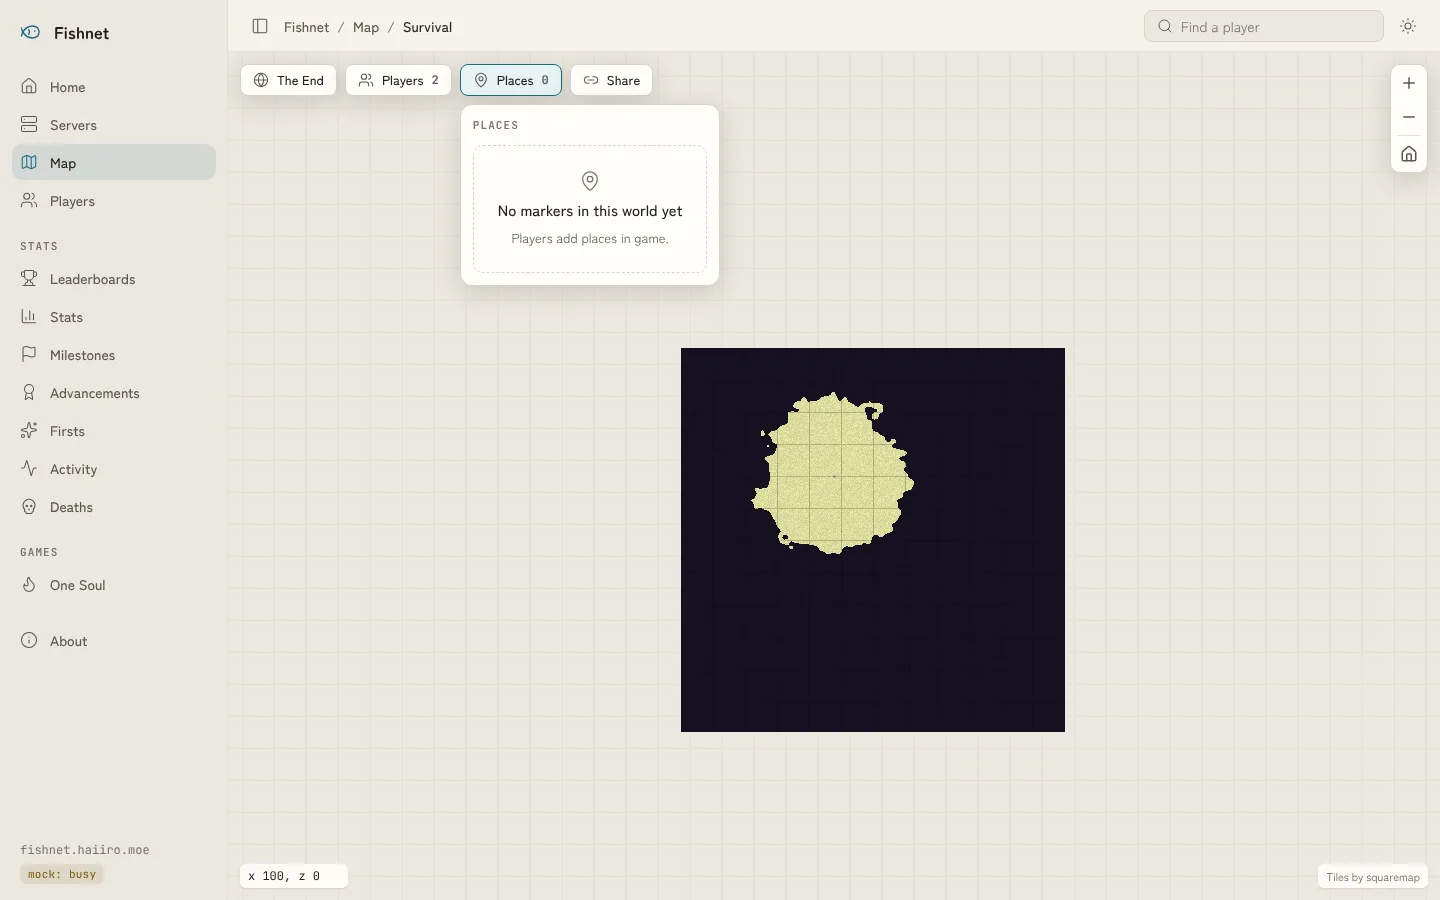 Fishnet
Home
Servers
Map
Players
STATS
Leaderboards
Stats
Milestones
Advancements
Firsts
Activity
Deaths
GAMES
One Soul
About
fishnet.haiiro.moe
mock: busy
Fishnet / Map / Survival
Find a player
The End
Players 2
Places 0
Share
PLACES
No markers in this world yet
Players add places in game.
x 100, z 0
Tiles by squaremap